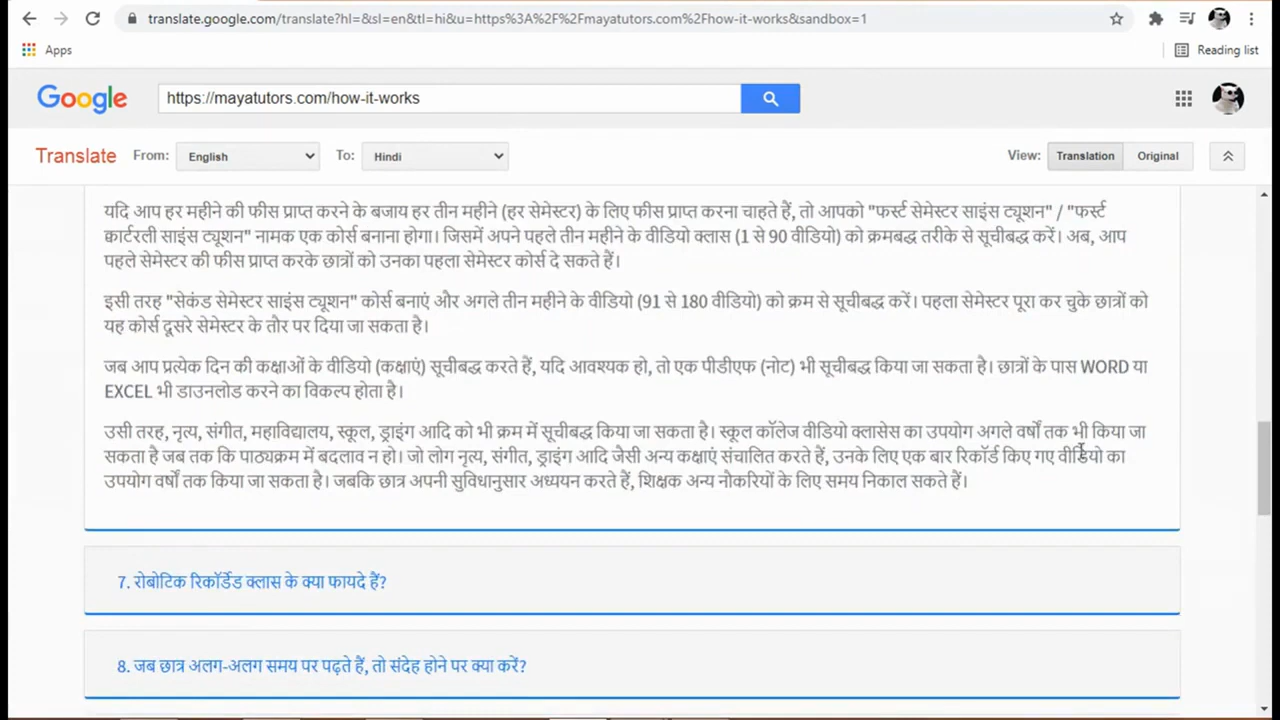 translate.google.com/translate?hl=&sl=en&tl=hi&u=https%3A%2F%2Fmayatutors.com%2Fhow-it-works&sandbox=1
Apps
Reading list
Google
https://mayatutors.com/how-it-works
Translate From: English To: Hindi View: Translation Original
यदि आप हर महीने की फीस प्राप्त करने के बजाय हर तीन महीने (हर सेमेस्टर) के लिए फीस प्राप्त करना चाहते हैं, तो आपको "फर्स्ट सेमेस्टर साइंस ट्यूशन" / "फर्स्ट
क्वार्टरली साइंस ट्यूशन" नामक एक कोर्स बनाना होगा। जिसमें अपने पहले तीन महीने के वीडियो क्लास (1 से 90 वीडियो) को क्रमबद्ध तरीके से सूचीबद्ध करें। अब, आप
पहले सेमेस्टर की फीस प्राप्त करके छात्रों को उनका पहला सेमेस्टर कोर्स दे सकते हैं।
इसी तरह "सेकंड सेमेस्टर साइंस ट्यूशन" कोर्स बनाएं और अगले तीन महीने के वीडियो (91 से 180 वीडियो) को क्रम से सूचीबद्ध करें। पहला सेमेस्टर पूरा कर चुके छात्रों को
यह कोर्स दूसरे सेमेस्टर के तौर पर दिया जा सकता है।
जब आप प्रत्येक दिन की कक्षाओं के वीडियो (कक्षाएं) सूचीबद्ध करते हैं, यदि आवश्यक हो, तो एक पीडीएफ (नोट) भी सूचीबद्ध किया जा सकता है। छात्रों के पास WORD या
EXCEL भी डाउनलोड करने का विकल्प होता है।
उसी तरह, नृत्य, संगीत, महाविद्यालय, स्कूल, ड्राइंग आदि को भी क्रम में सूचीबद्ध किया जा सकता है। स्कूल कॉलेज वीडियो क्लासेस का उपयोग अगले वर्षों तक भी किया जा
सकता है जब तक कि पाठ्यक्रम में बदलाव न हो। जो लोग नृत्य, संगीत, ड्राइंग आदि जैसी अन्य कक्षाएं संचालित करते हैं, उनके लिए एक बार रिकॉर्ड किए गए वीडियो का
उपयोग वर्षों तक किया जा सकता है। जबकि छात्र अपनी सुविधानुसार अध्ययन करते हैं, शिक्षक अन्य नौकरियों के लिए समय निकाल सकते हैं।
7. रोबोटिक रिकॉर्डेड क्लास के क्या फायदे हैं?
8. जब छात्र अलग-अलग समय पर पढ़ते हैं, तो संदेह होने पर क्या करें?